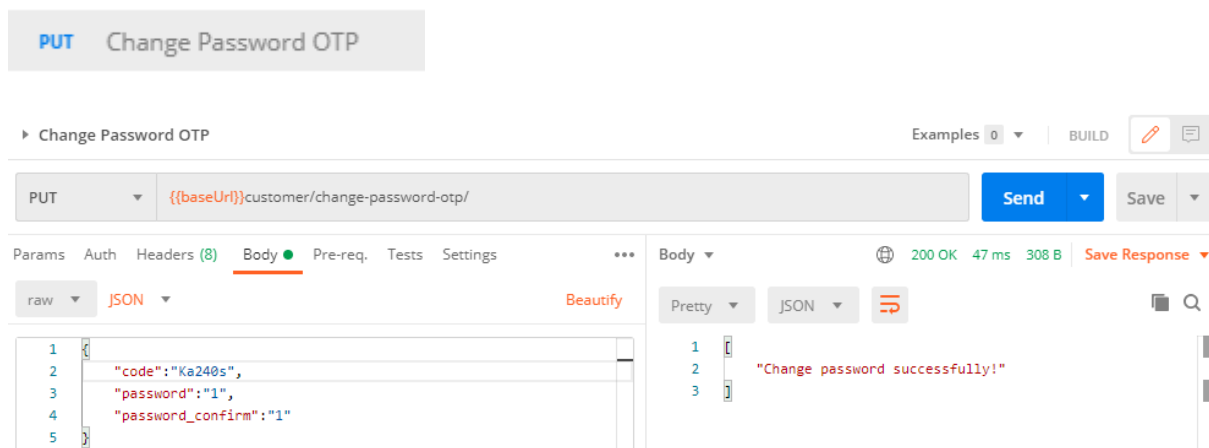 PUT Change Password OTP
Change Password OTP Examples 0 BUILD
PUT {{baseUrl}}customer/change-password-otp/ Send Save
Params Auth Headers (8) Body Pre-req. Tests Settings ••• Body 200 OK 47 ms 308 B Save Response
raw JSON Beautify Pretty JSON
1 {
2 "code":"Ka240s",
3 "password":"1",
4 "password_confirm":"1"
5 }
1 [
2 "Change password successfully!"
3 ]